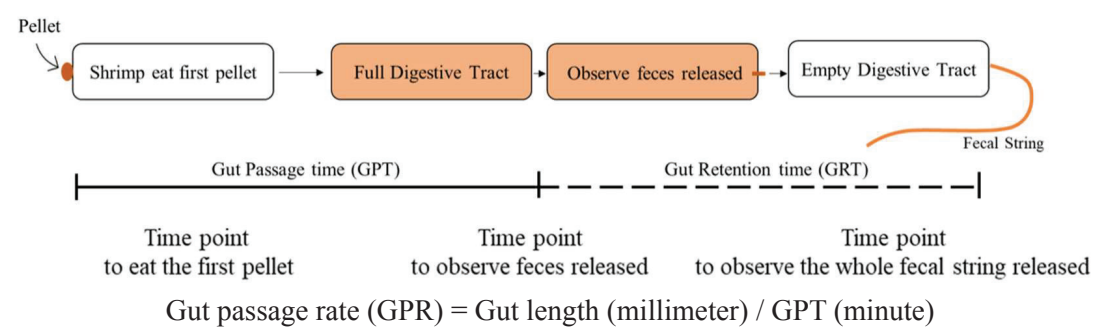 Pellet
Shrimp eat first pellet
Full Digestive Tract
Observe feces released
Empty Digestive Tract
Fecal String
Gut Passage time (GPT)
Gut Retention time (GRT)
Time point
to eat the first pellet
Time point
to observe feces released
Time point
to observe the whole fecal string released
Gut passage rate (GPR) = Gut length (millimeter) / GPT (minute)